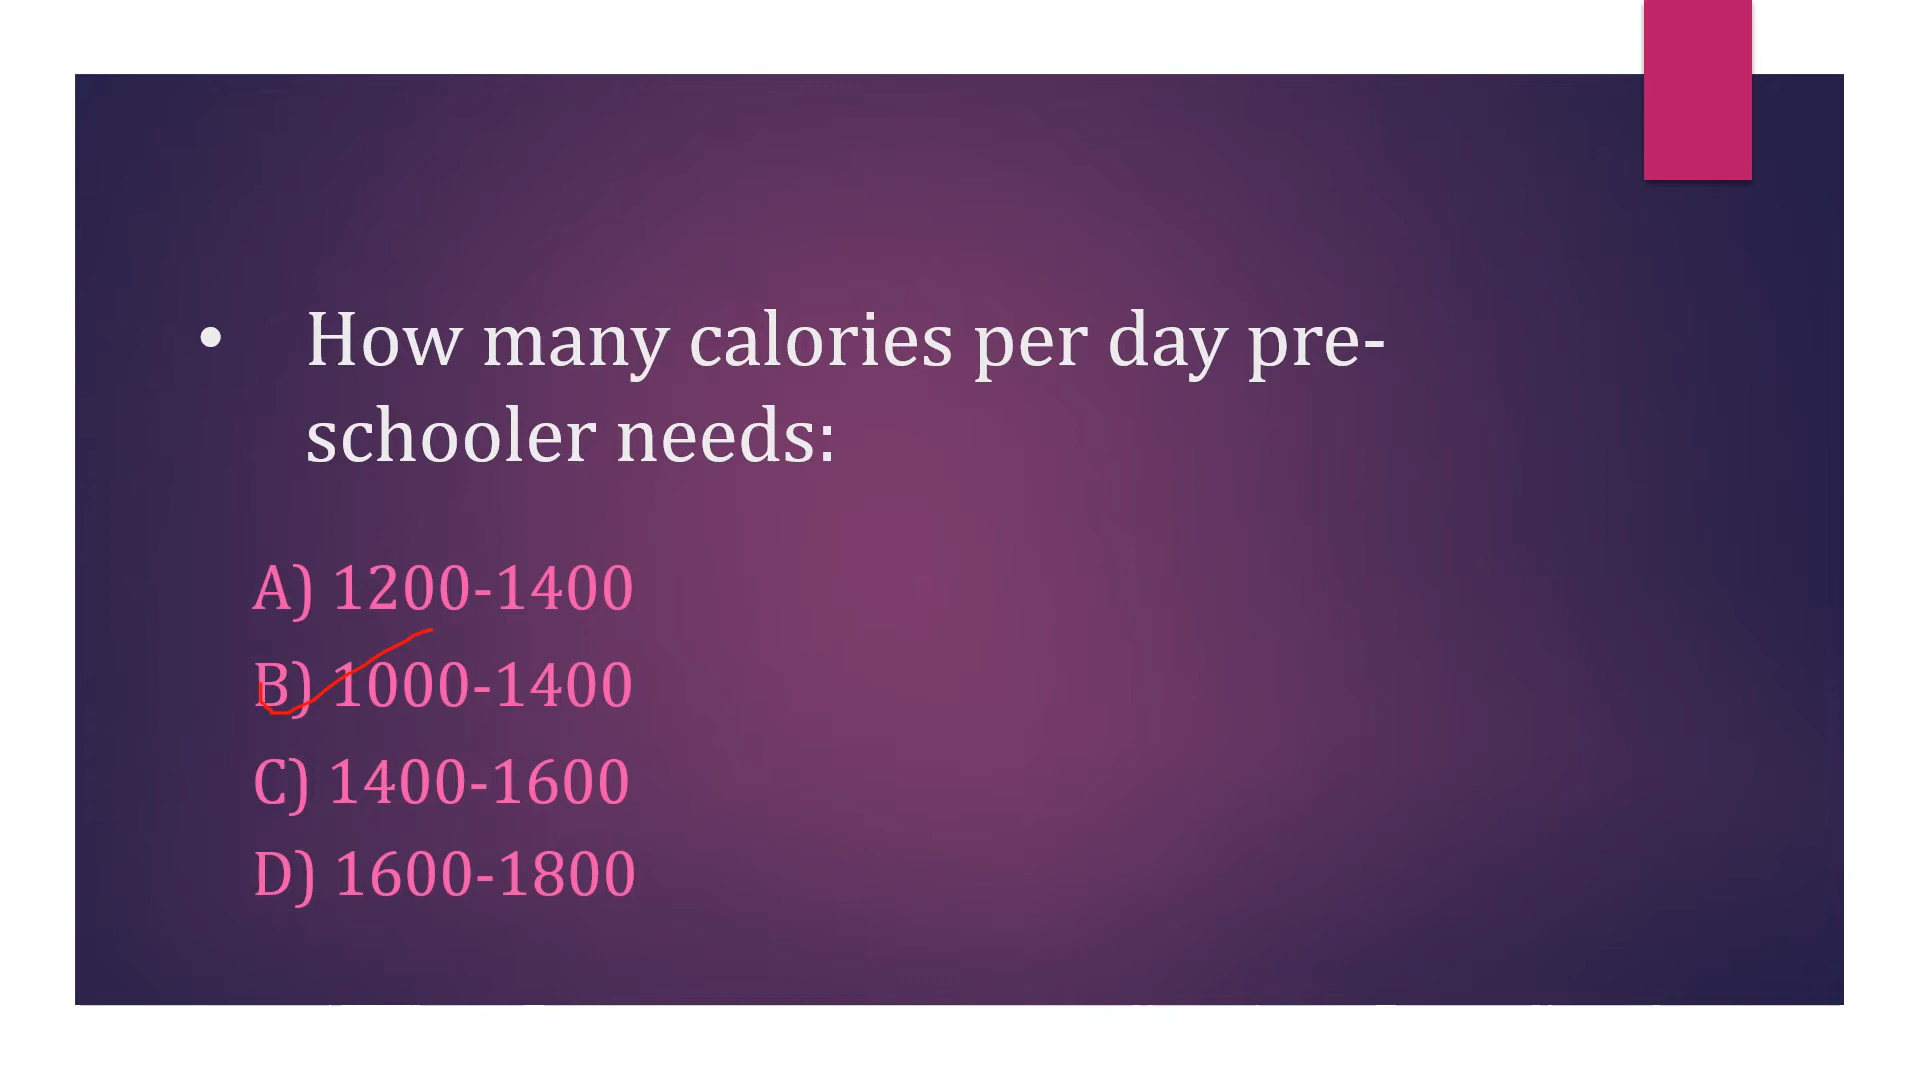 • How many calories per day pre-
schooler needs:
A) 1200-1400
B) 1000-1400
C) 1400-1600
D) 1600-1800